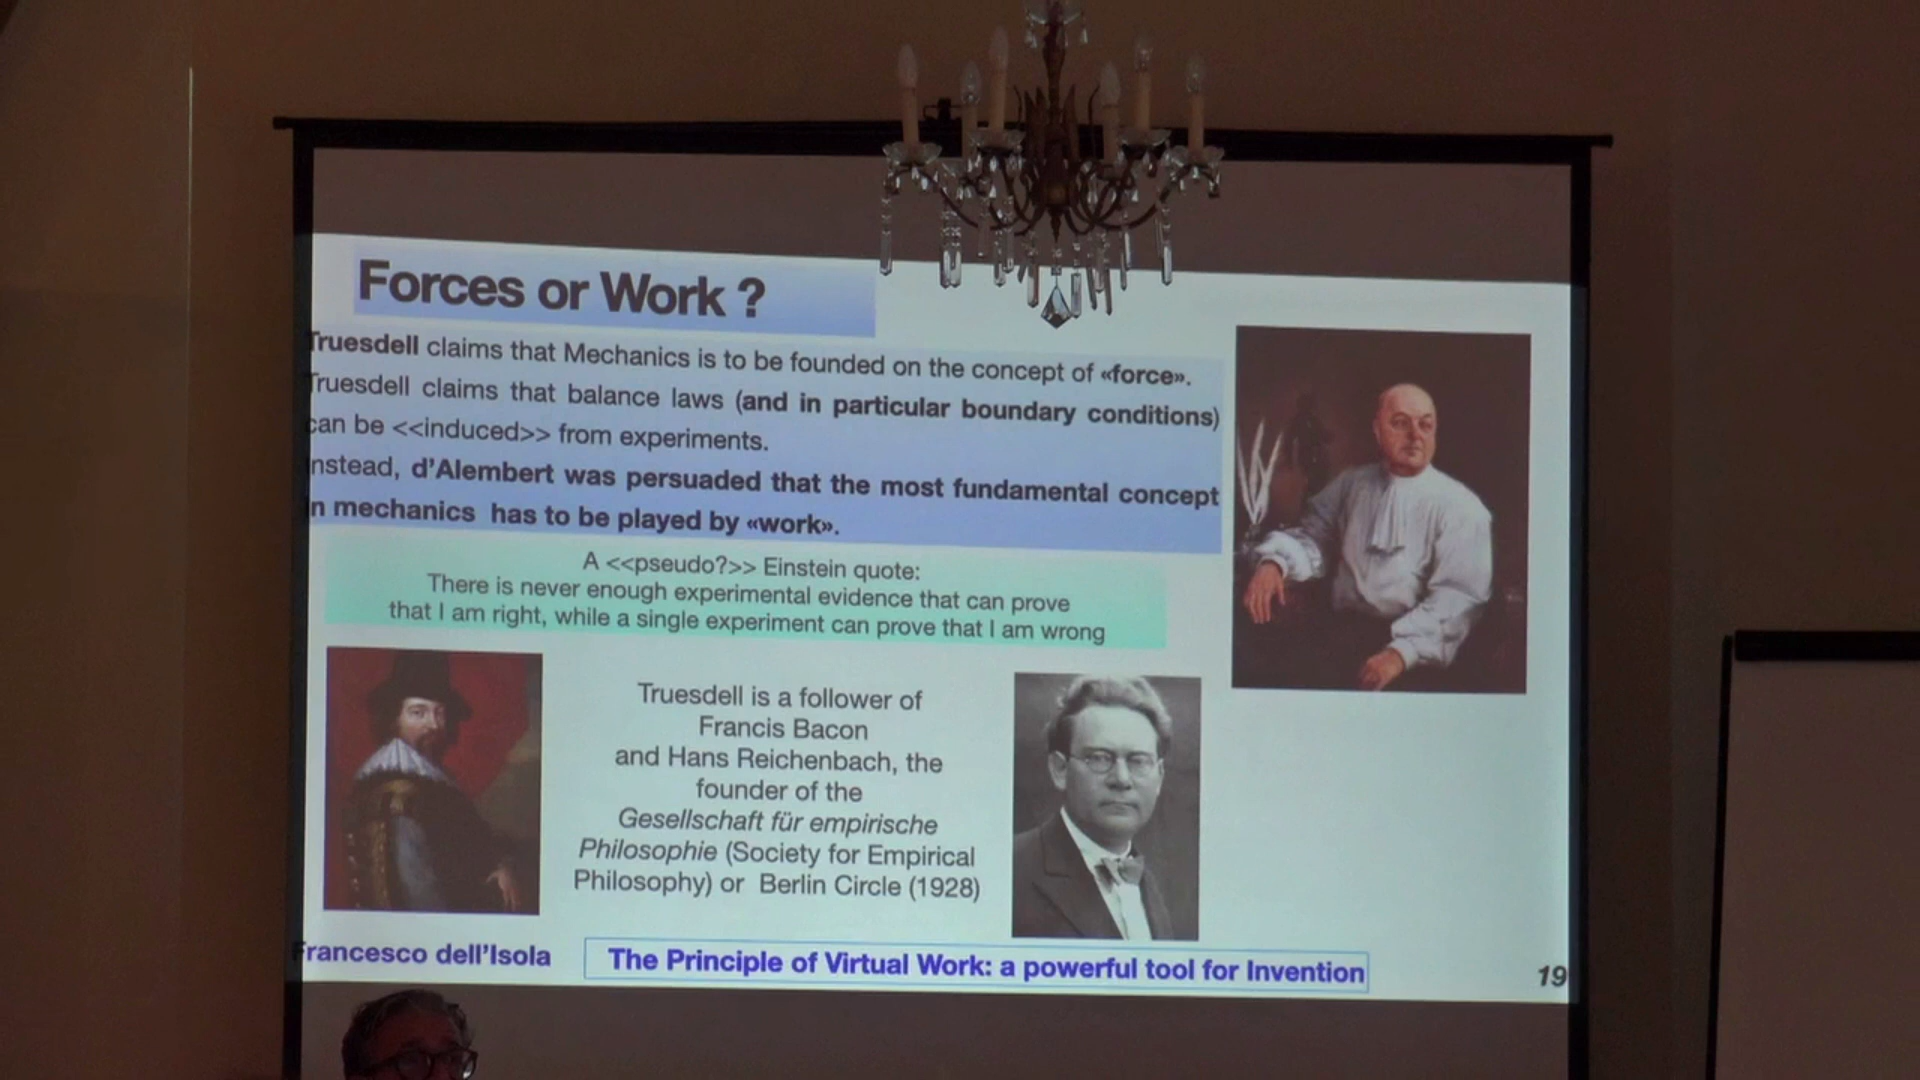 Forces or Work ?
Truesdell claims that Mechanics is to be founded on the concept of «force».
Truesdell claims that balance laws (and in particular boundary conditions)
can be <<induced>> from experiments.
nstead, d'Alembert was persuaded that the most fundamental concept
n mechanics has to be played by «work».
A <<pseudo?>> Einstein quote:
There is never enough experimental evidence that can prove
that I am right, while a single experiment can prove that I am wrong
Truesdell is a follower of
Francis Bacon
and Hans Reichenbach, the
founder of the
Gesellschaft für empirische
Philosophie (Society for Empirical
Philosophy) or Berlin Circle (1928)
Francesco dell'Isola
The Principle of Virtual Work: a powerful tool for Invention
19